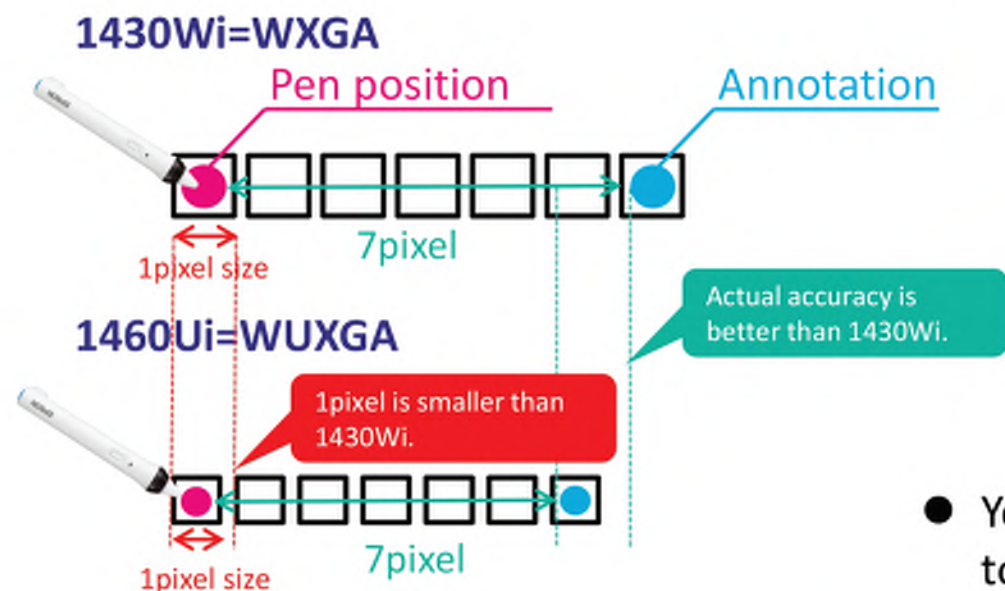 1430Wi=WXGA
Pen position
Annotation
7pixel
1pixel size
Actual accuracy is
better than 1430Wi.
1460Ui=WUXGA
1pixel is smaller than
1430Wi.
7pixel
1pixel size